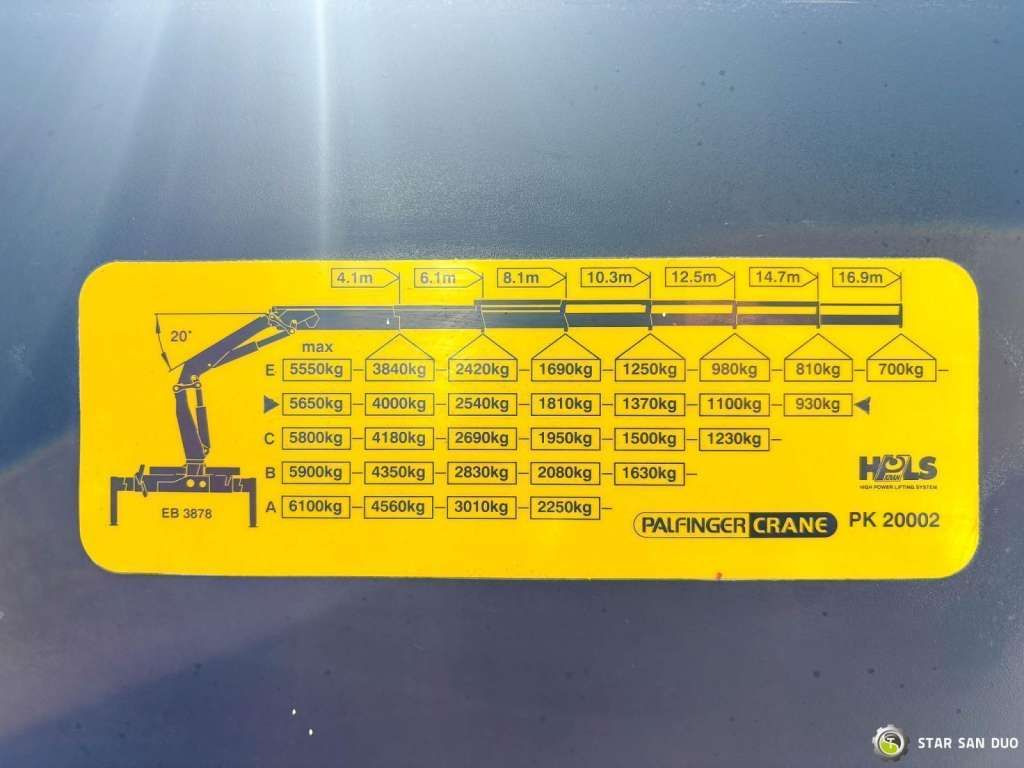 4.1m 6.1m 8.1m 10.3m 12.5m 14.7m 16.9m
20°
max
E 5550kg 3840kg 2420kg 1690kg 1250kg 980kg 810kg 700kg
5650kg 4000kg 2540kg 1810kg 1370kg 1100kg 930kg
C 5800kg 4180kg 2690kg 1950kg 1500kg 1230kg
B 5900kg 4350kg 2830kg 2080kg 1630kg
A 6100kg 4560kg 3010kg 2250kg
EB 3878
HPLS
KRAN
HIGH POWER LIFTING SYSTEM
PALFINGER CRANE PK 20002
STAR SAN DUO